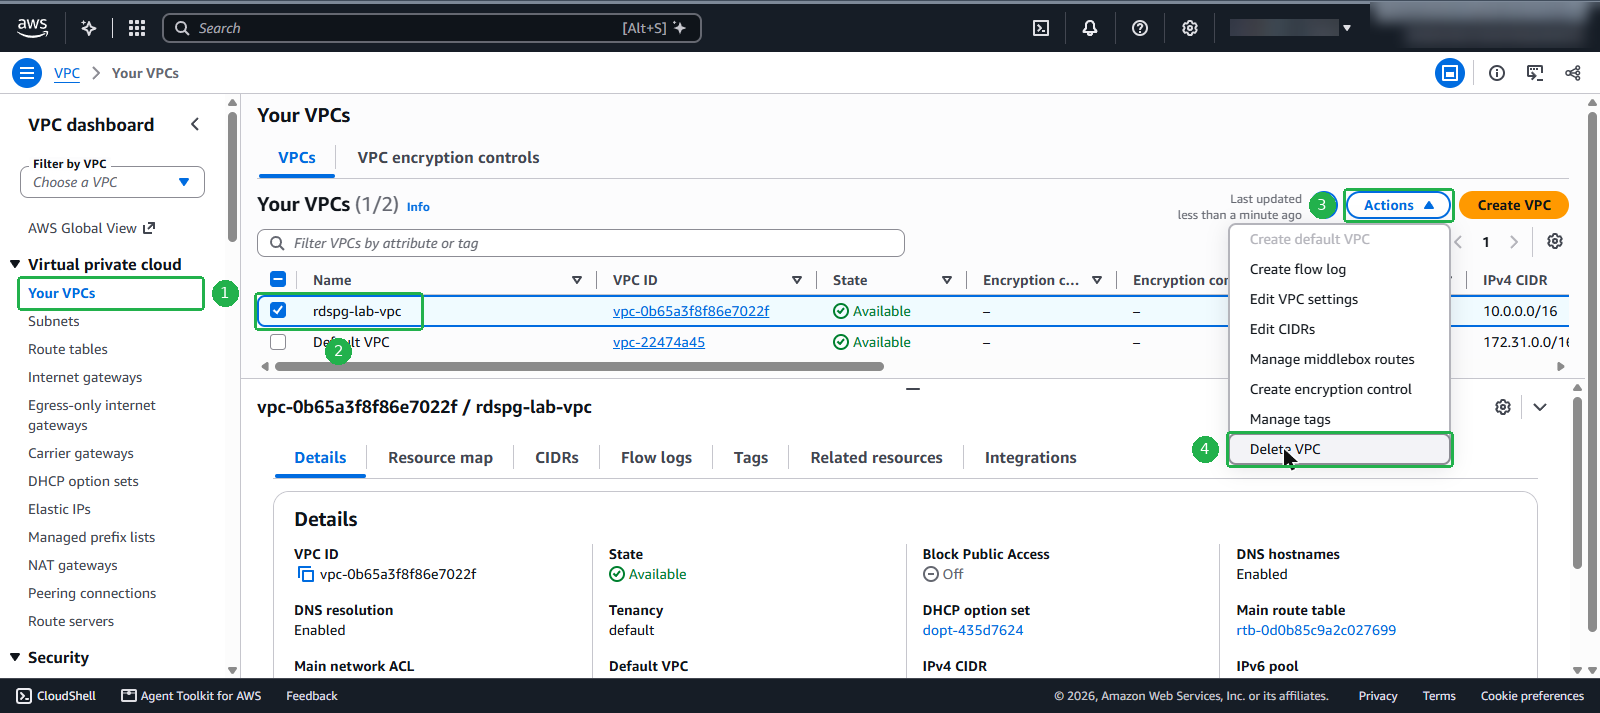 aws
Search
[Alt+S]
VPC
Your VPCs
VPC dashboard
Filter by VPC
Choose a VPC
AWS Global View
Virtual private cloud
Your VPCs
1
Subnets
Route tables
Internet gateways
Egress-only internet
gateways
Carrier gateways
DHCP option sets
Elastic IPs
Managed prefix lists
NAT gateways
Peering connections
Route servers
Security
Your VPCs
VPCs
VPC encryption controls
Your VPCs (1/2) Info
Last updated
less than a minute ago
3
Actions
Create VPC
Filter VPCs by attribute or tag
1
Name
VPC ID
State
Encryption c...
Encryption cor
IPv4 CIDR
rdspg-lab-vpc
vpc-0b65a3f8f86e7022f
Available
–
–
10.0.0.0/16
2
Default VPC
vpc-22474a45
Available
–
–
172.31.0.0/16
Create default VPC
Create flow log
Edit VPC settings
Edit CIDRs
Manage middlebox routes
Create encryption control
Manage tags
4
Delete VPC
vpc-0b65a3f8f86e7022f / rdspg-lab-vpc
Details
Resource map
CIDRs
Flow logs
Tags
Related resources
Integrations
Details
VPC ID
vpc-0b65a3f8f86e7022f
State
Available
Block Public Access
Off
DNS hostnames
Enabled
DNS resolution
Enabled
Tenancy
default
DHCP option set
dopt-435d7624
Main route table
rtb-0d0b85c9a2c027699
Main network ACL
Default VPC
IPv4 CIDR
IPv6 pool
CloudShell
Agent Toolkit for AWS
Feedback
© 2026, Amazon Web Services, Inc. or its affiliates.
Privacy
Terms
Cookie preferences